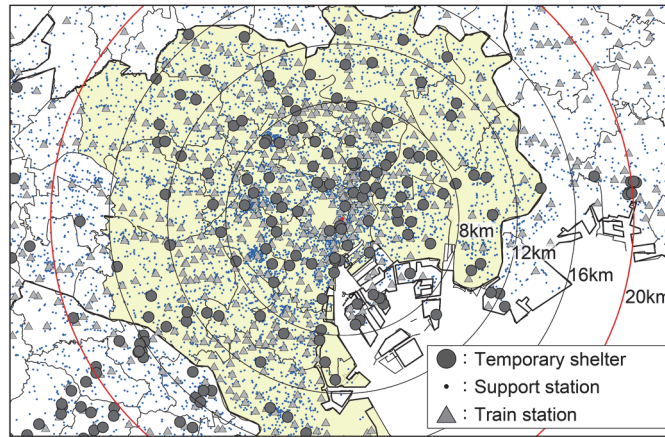 8km
12km
16km
20km
: Temporary shelter
: Support station
: Train station